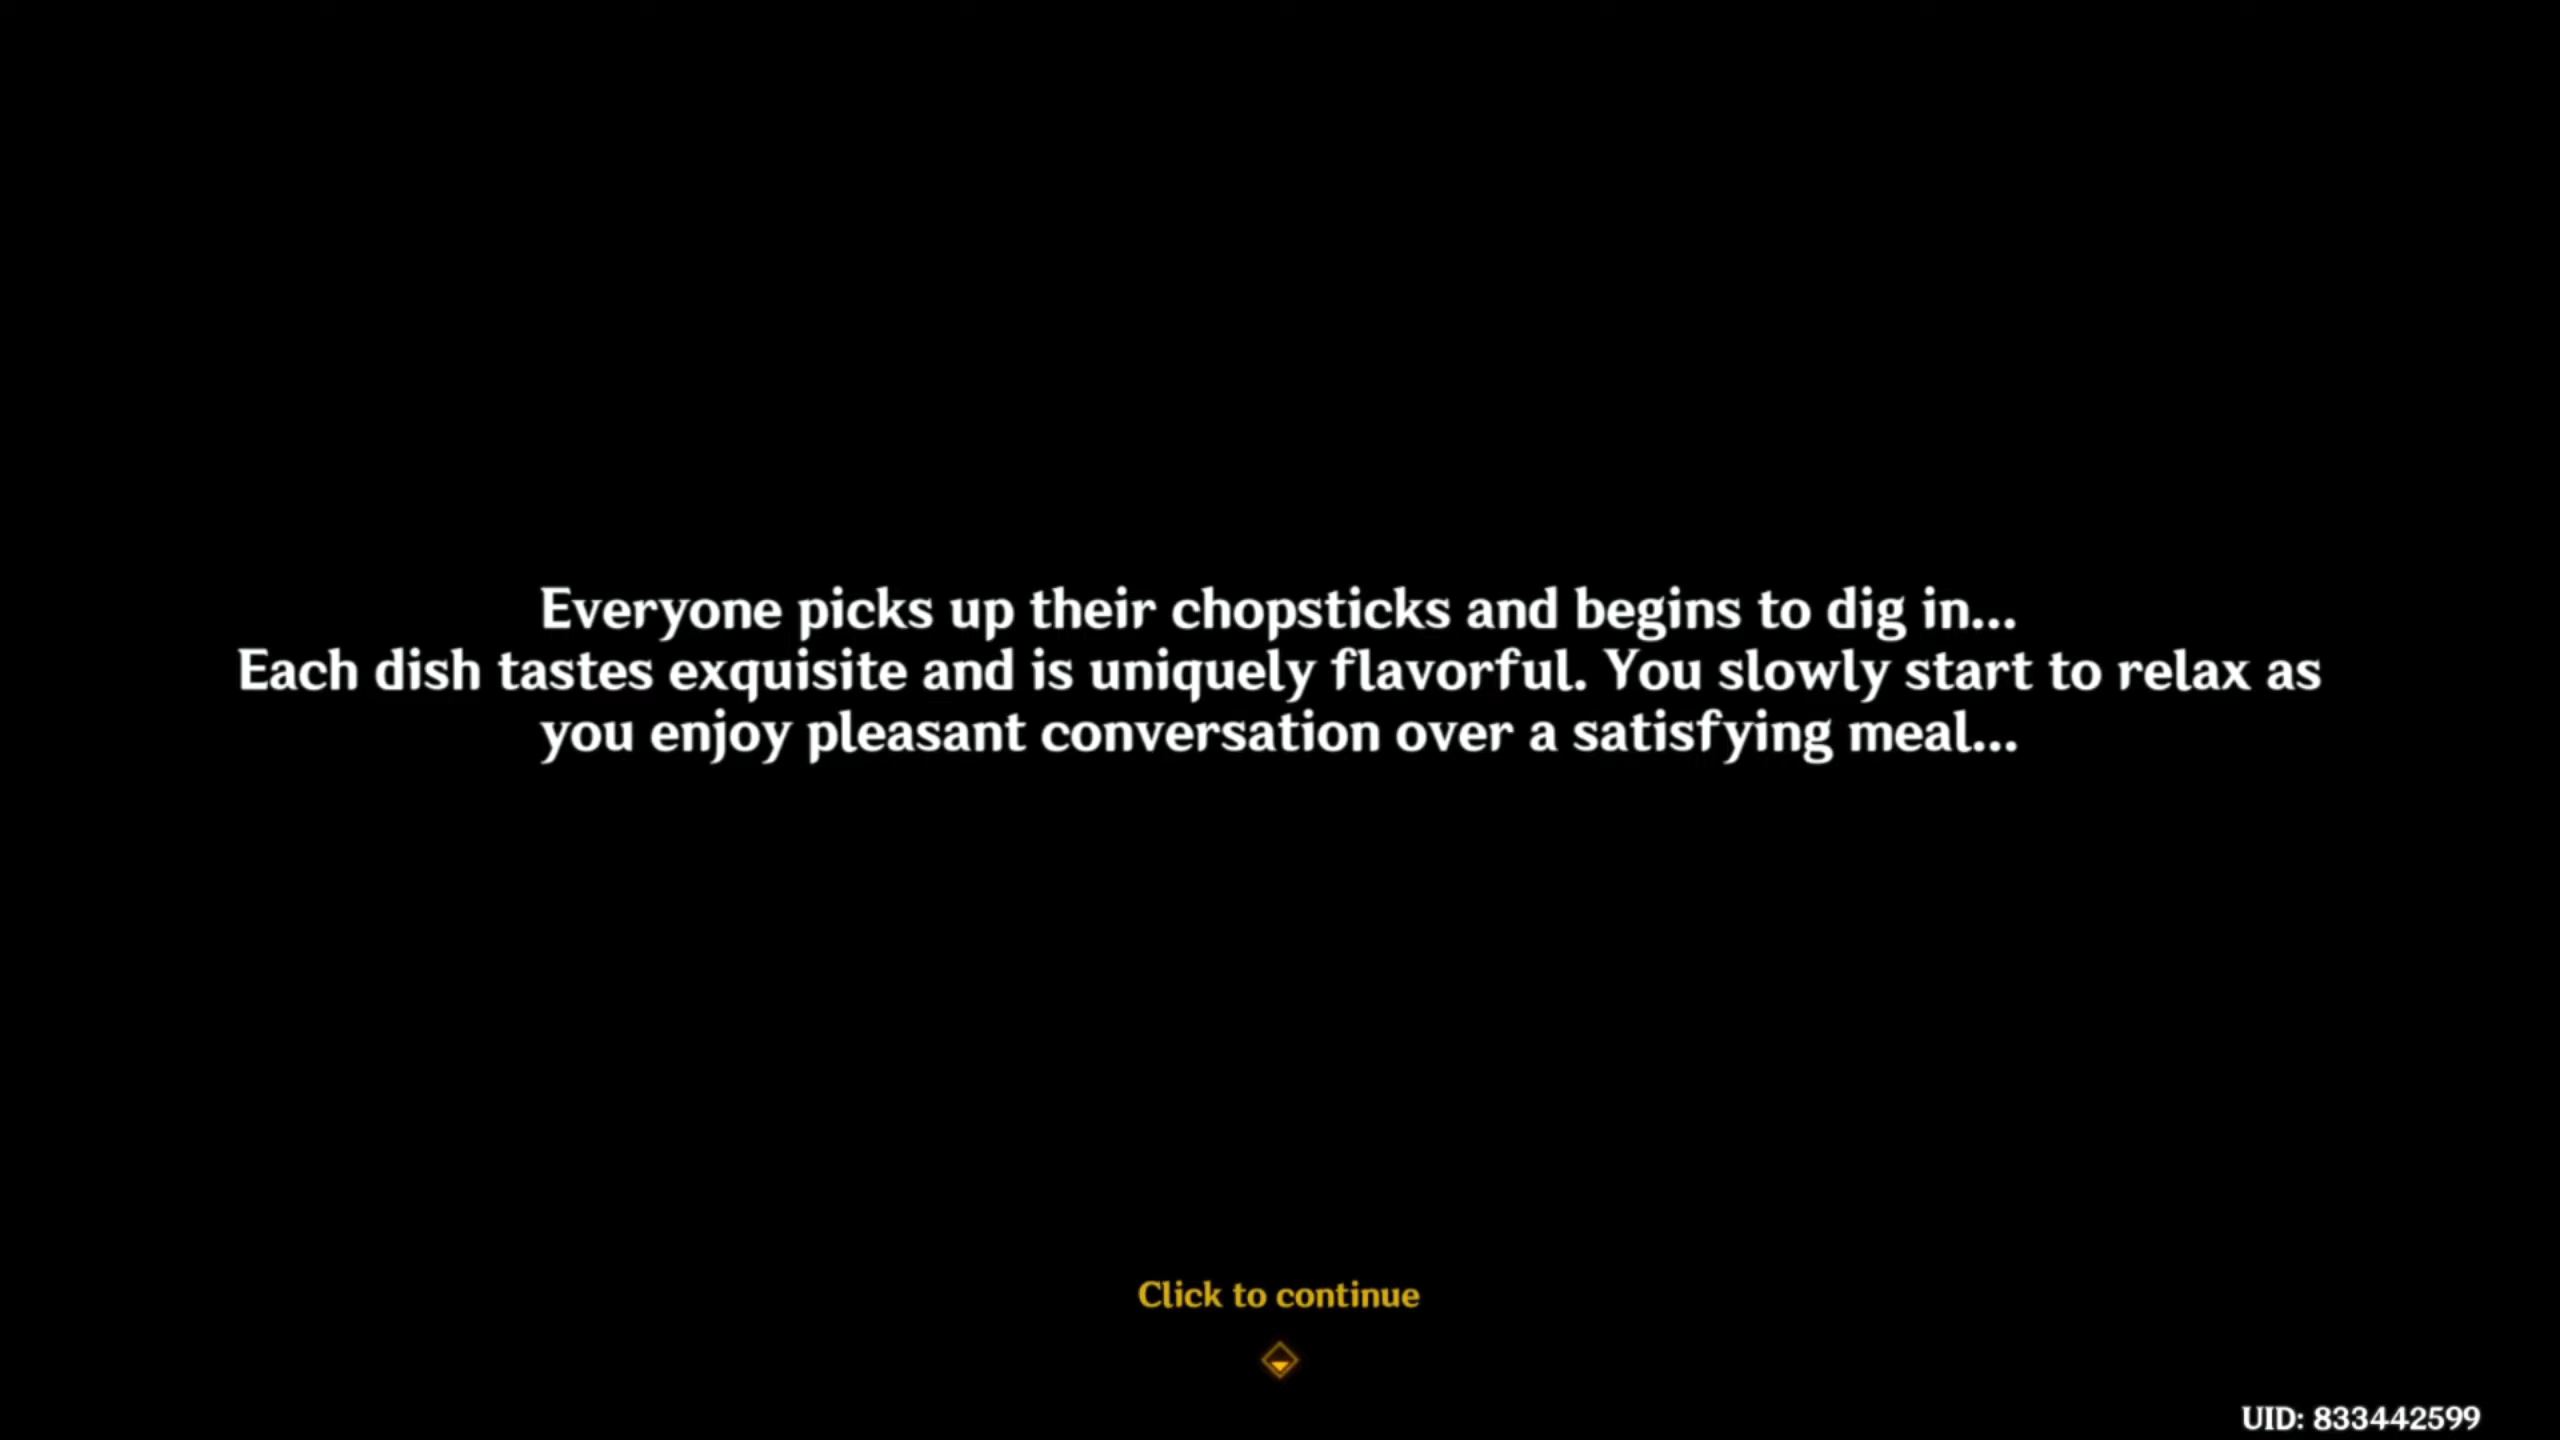 Everyone picks up their chopsticks and begins to dig in...
Each dish tastes exquisite and is uniquely flavorful. You slowly start to relax as
you enjoy pleasant conversation over a satisfying meal...
Click to continue
UID: 833442599